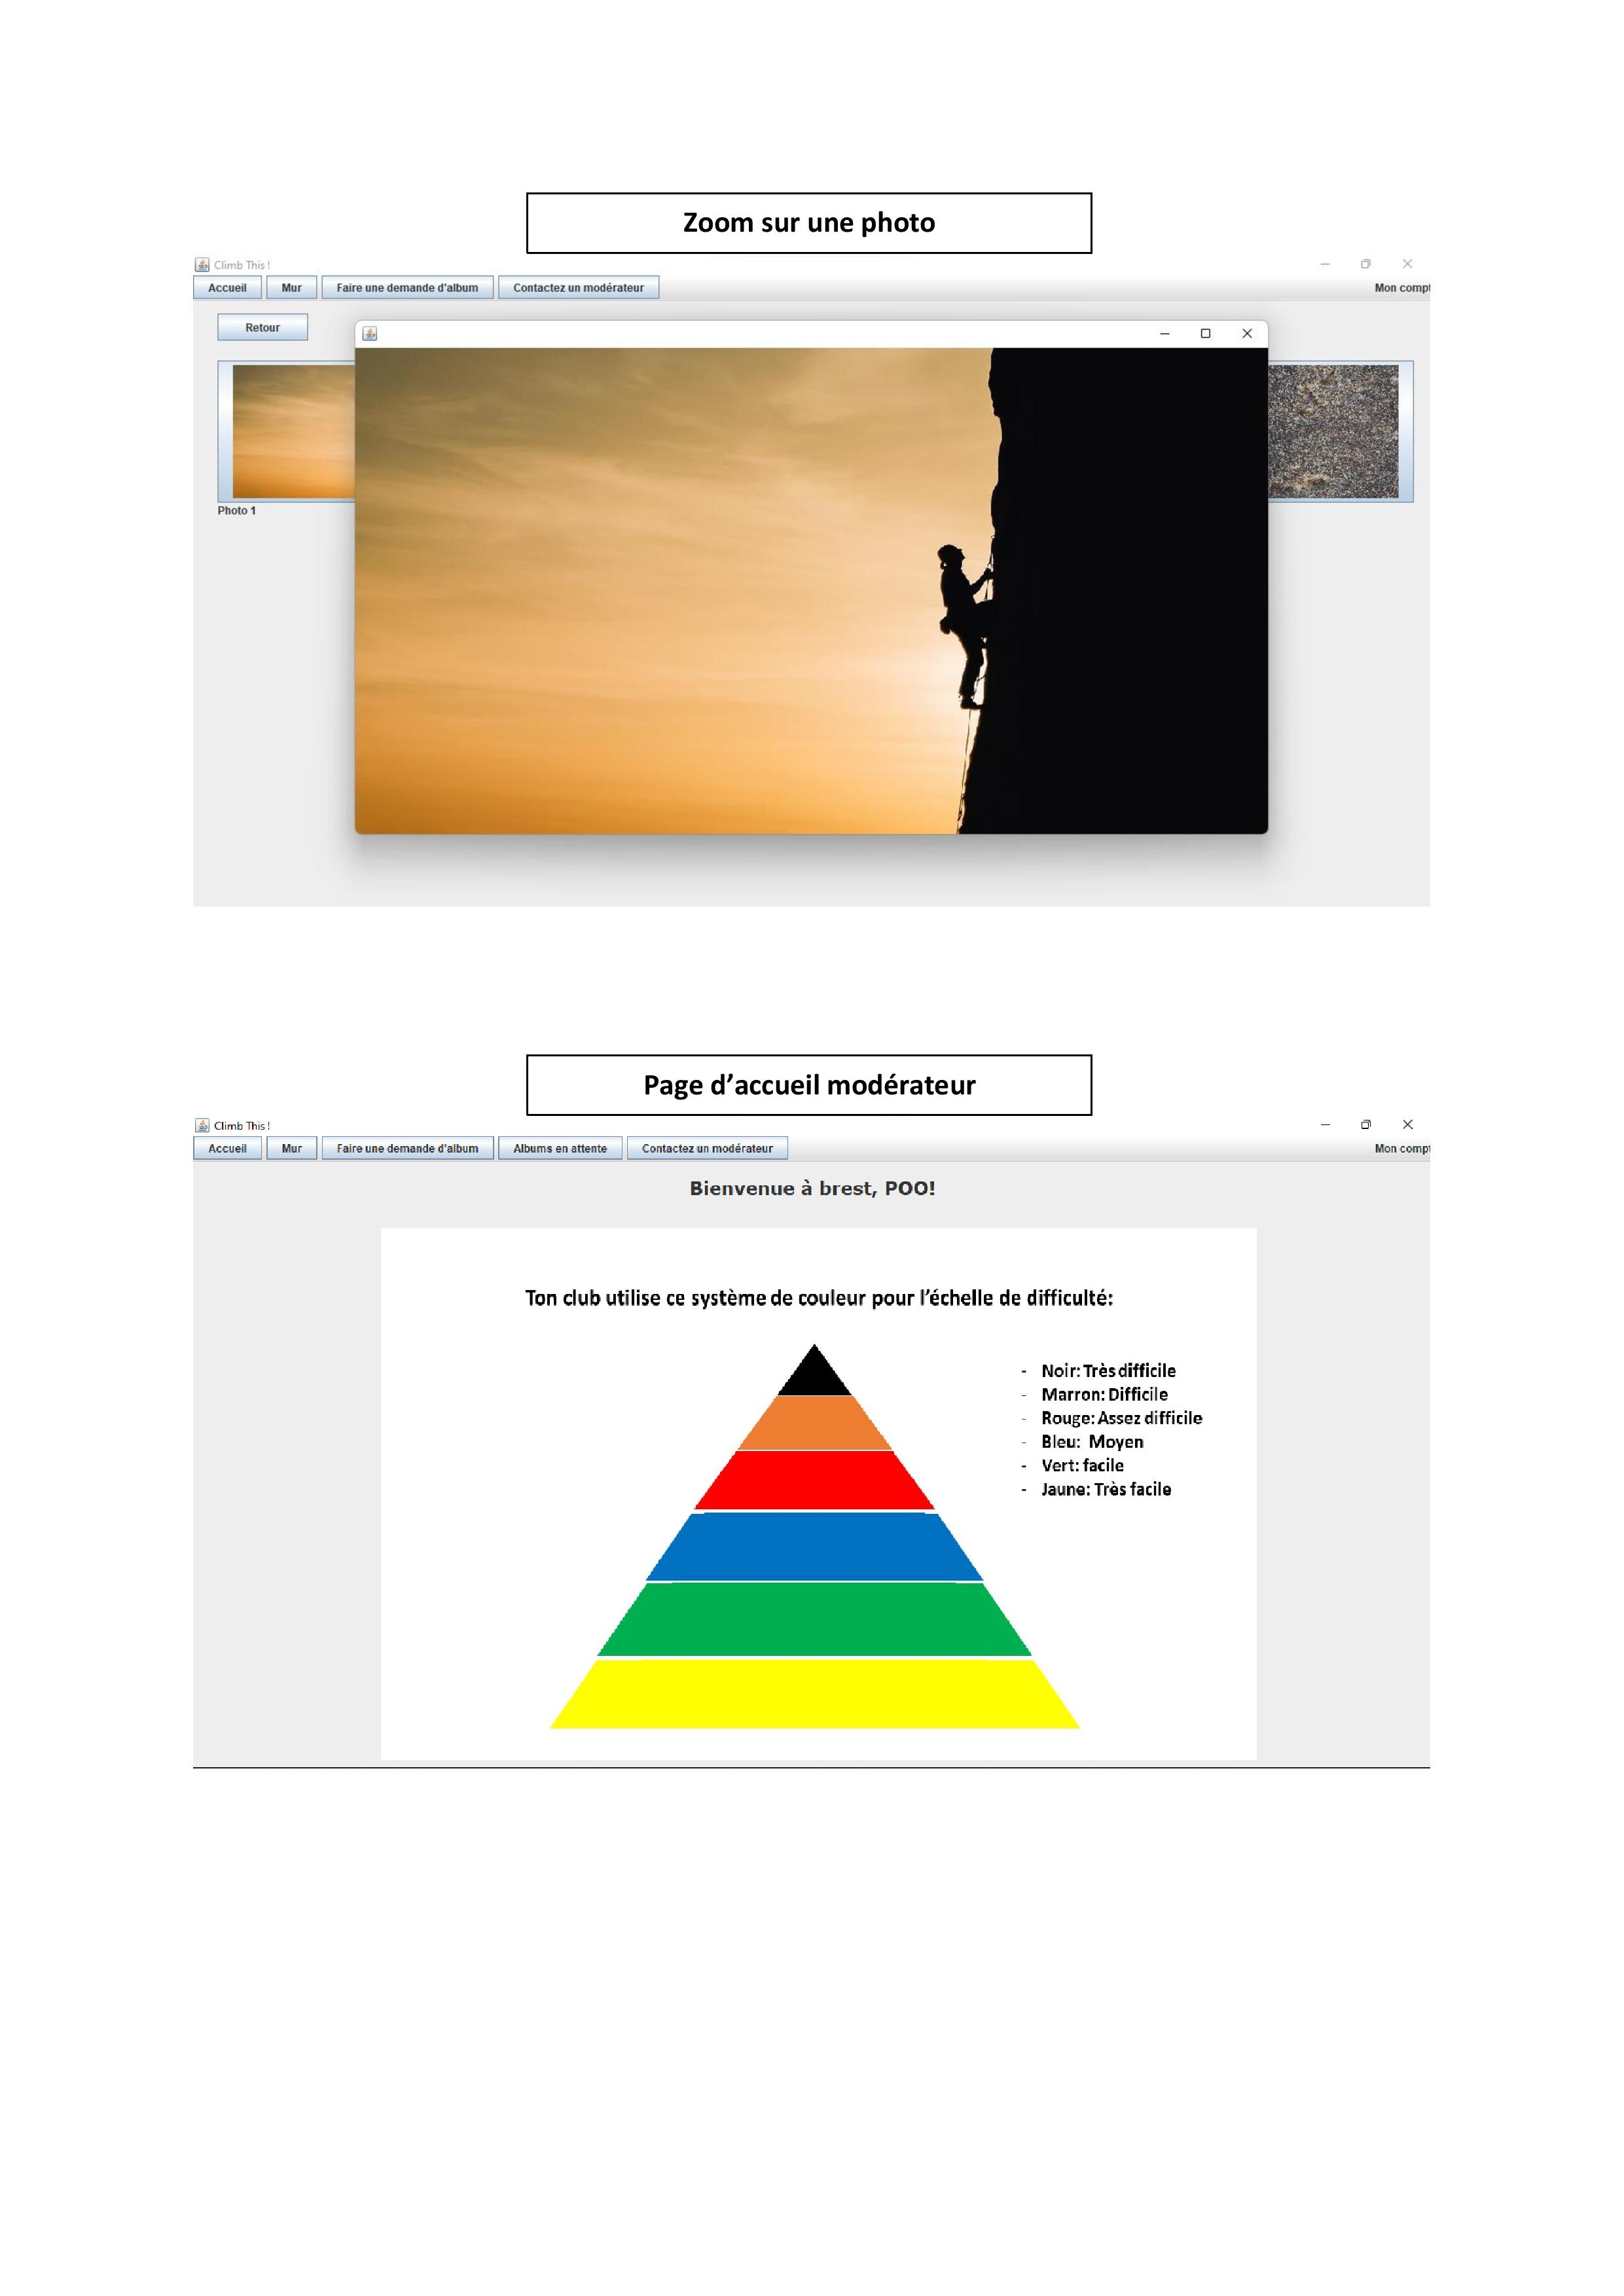 Zoom sur une photo
Climb This !
Accueil Mur Faire une demande d'album Contactez un modérateur Mon compt
Retour
Photo 1
Page d’accueil modérateur
Climb This !
Accueil Mur Faire une demande d'album Albums en attente Contactez un modérateur Mon compt
Bienvenue à brest, POO!
Ton club utilise ce système de couleur pour l’échelle de difficulté:
- Noir: Très difficile
- Marron: Difficile
- Rouge: Assez difficile
- Bleu: Moyen
- Vert: facile
- Jaune: Très facile